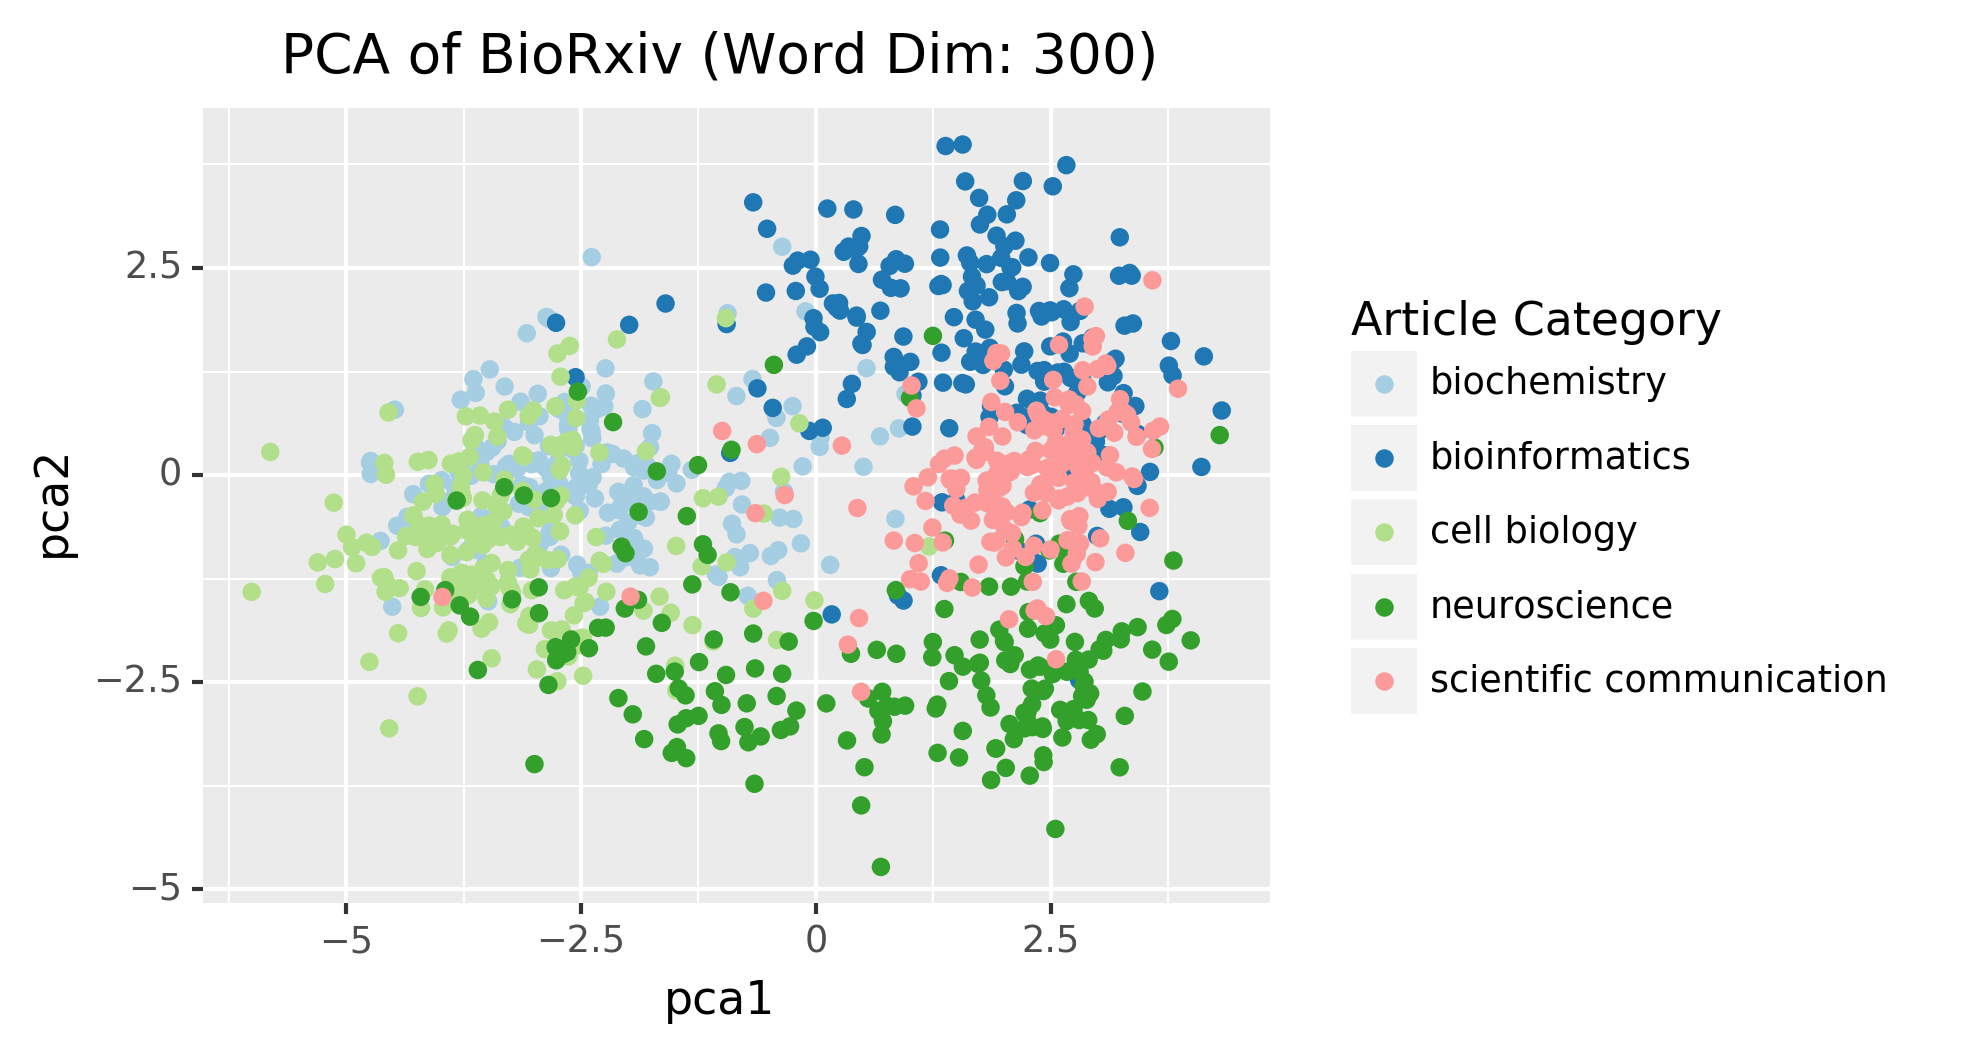 PCA of BioRxiv (Word Dim: 300)
2.5
0
−2.5
−5
pca2
−5
−2.5
0
2.5
pca1
Article Category
biochemistry
bioinformatics
cell biology
neuroscience
scientific communication